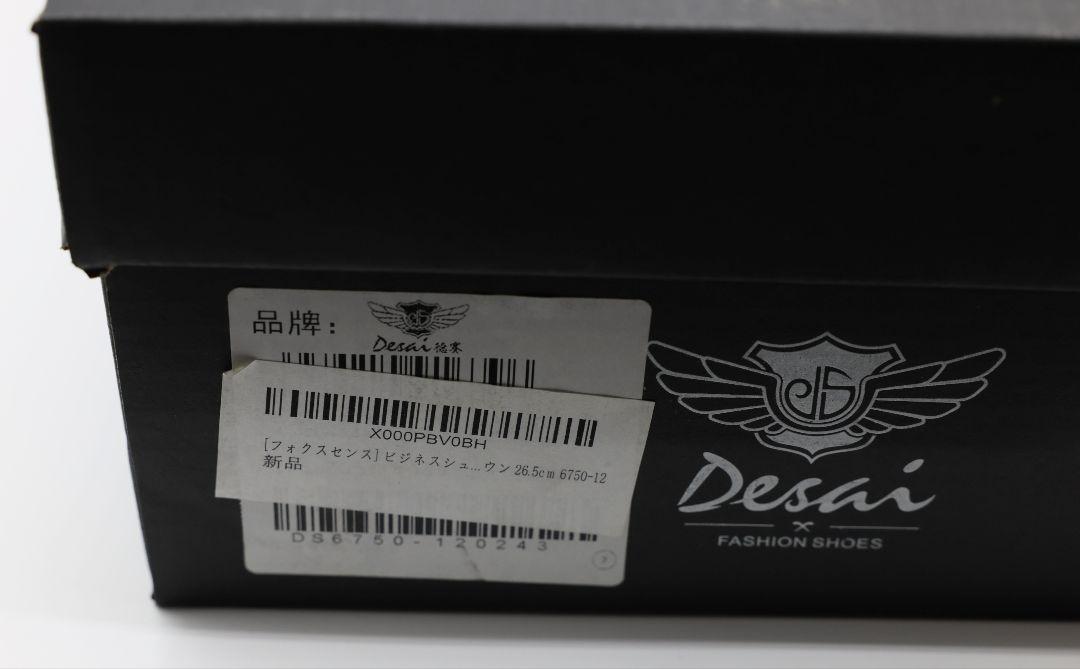 品牌:
Desai 德赛
X000PBV0BH
[フォクスセンス] ビジネスシュ...ウン 26.5cm 6750-12
新品
DS6750-120243
2
Desai
FASHION SHOES